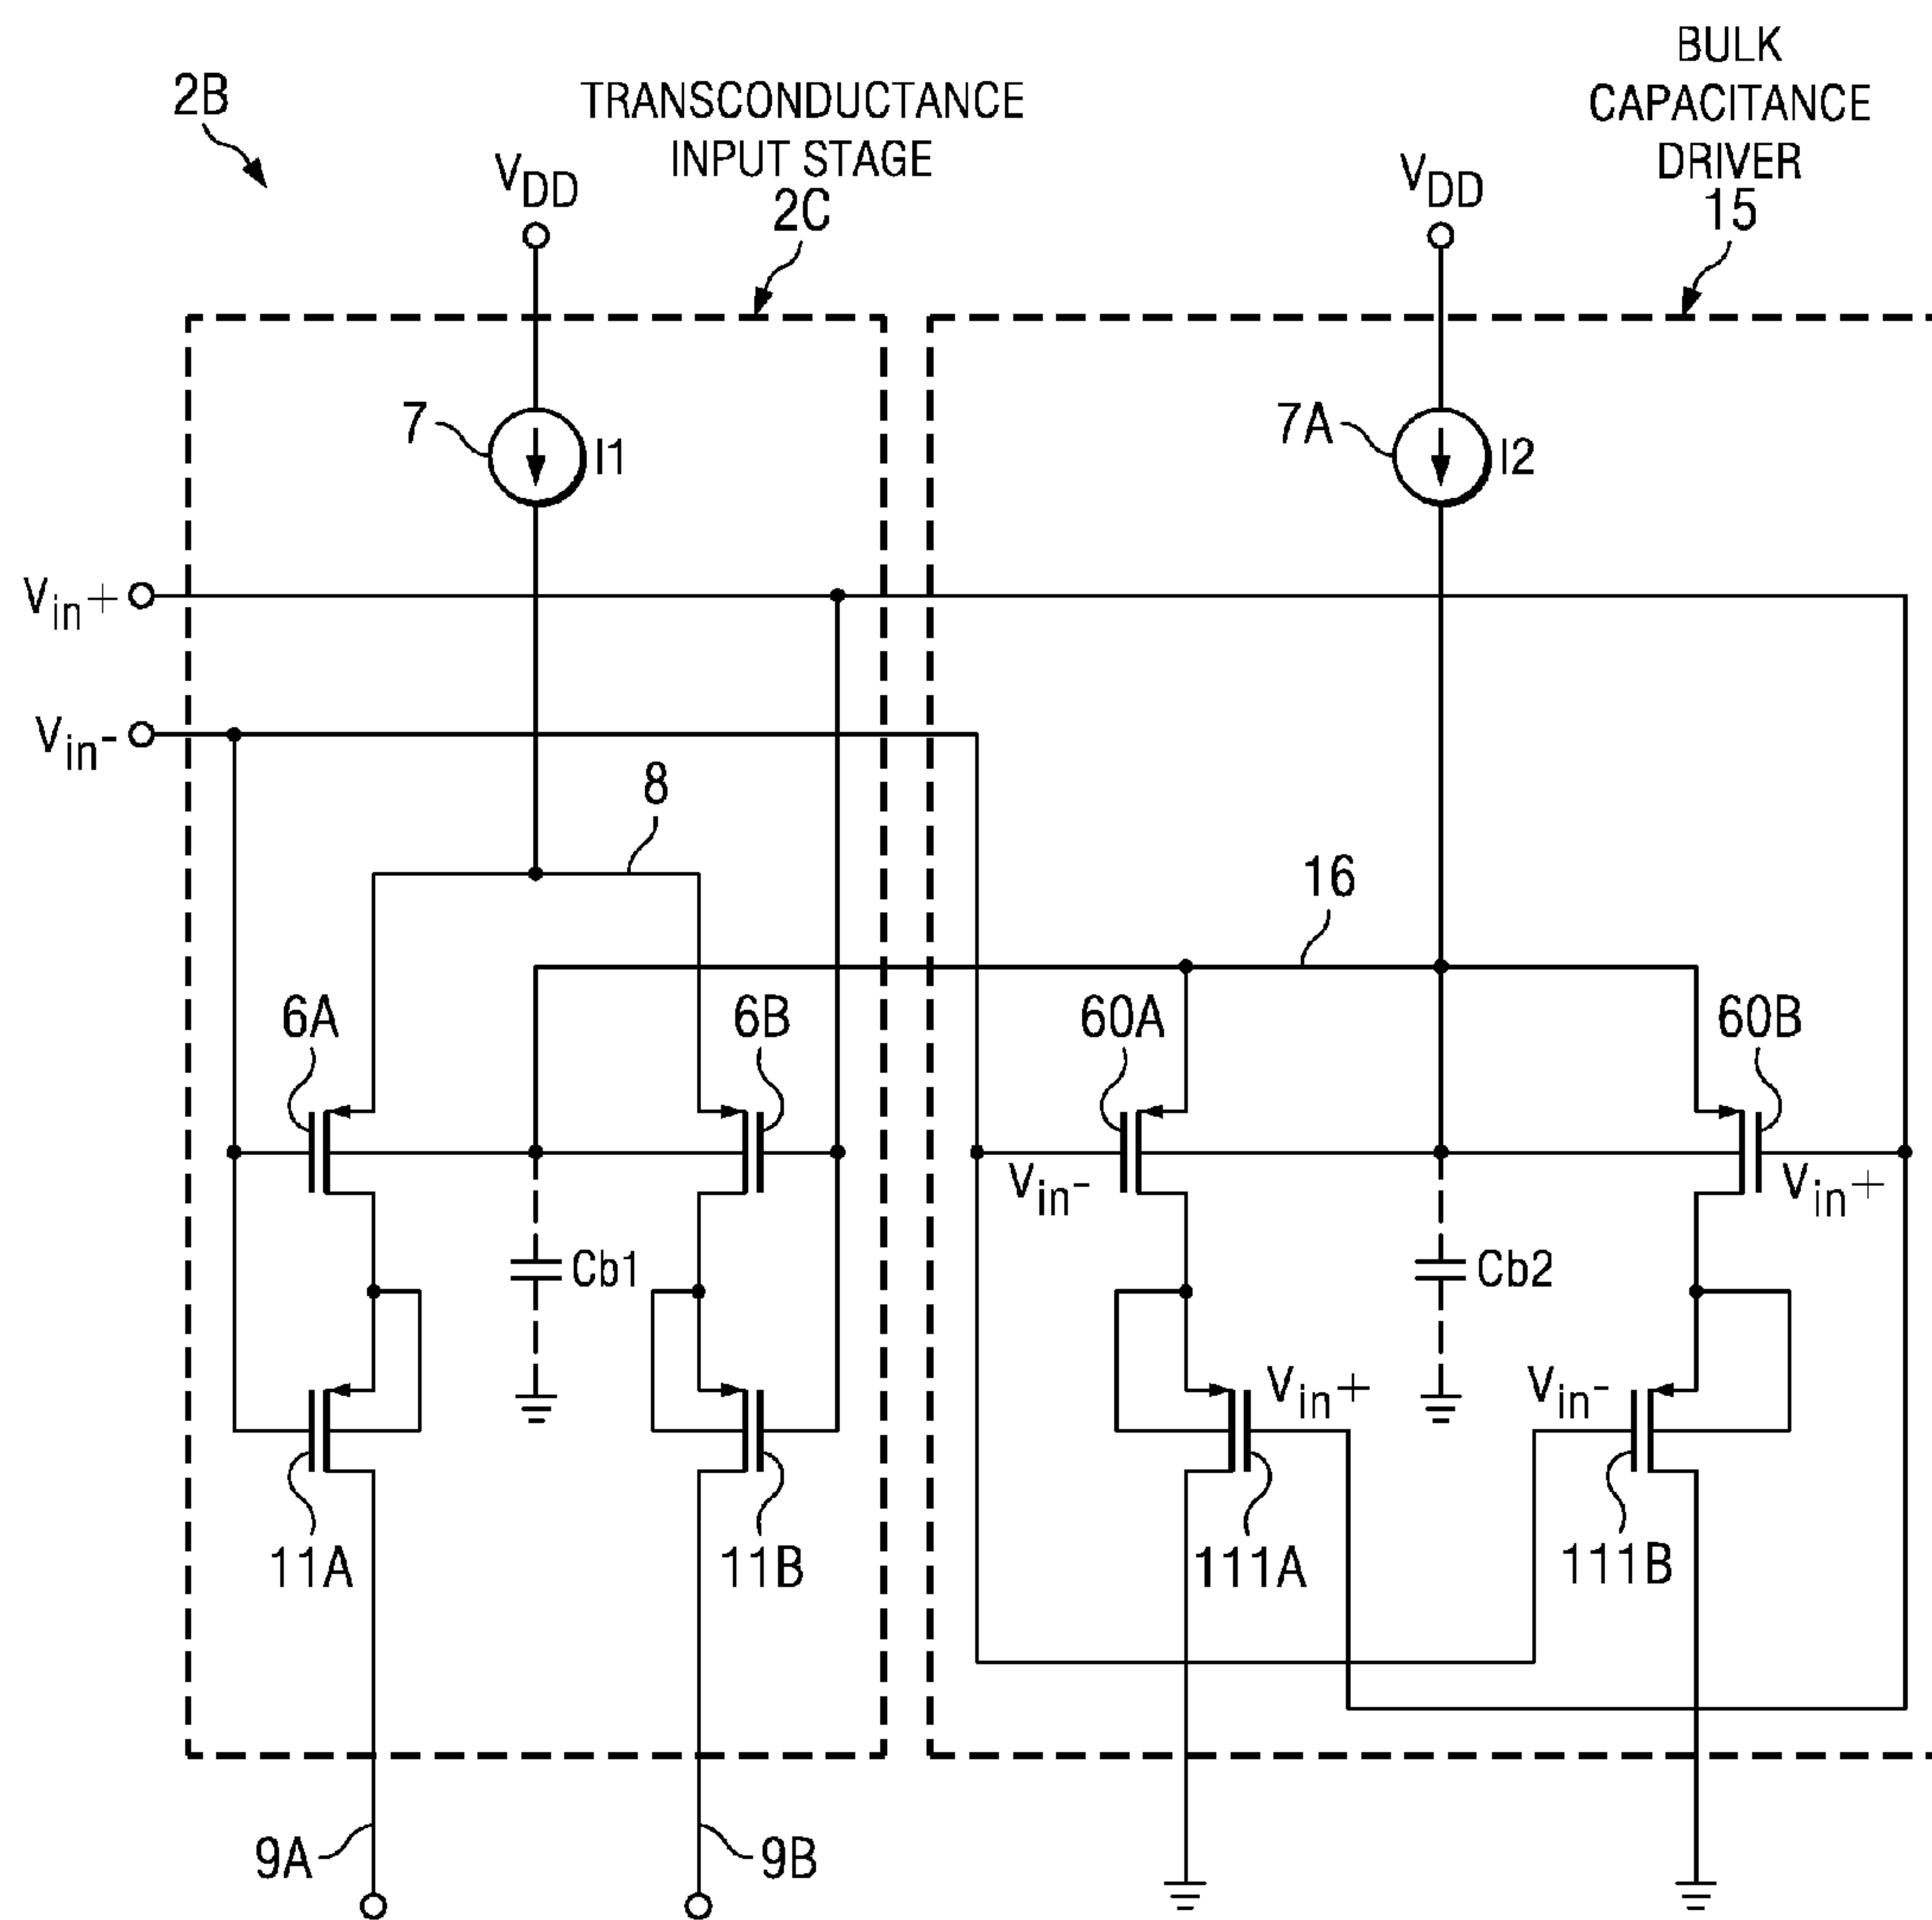 2B
TRANSCONDUCTANCE
INPUT STAGE
2C
BULK
CAPACITANCE
DRIVER
15
VDD
VDD
7
I1
7A
I2
Vin+
Vin-
8
16
6A
6B
60A
60B
Vin-
Vin+
Cb1
Cb2
Vin+
Vin-
11A
11B
111A
111B
9A
9B